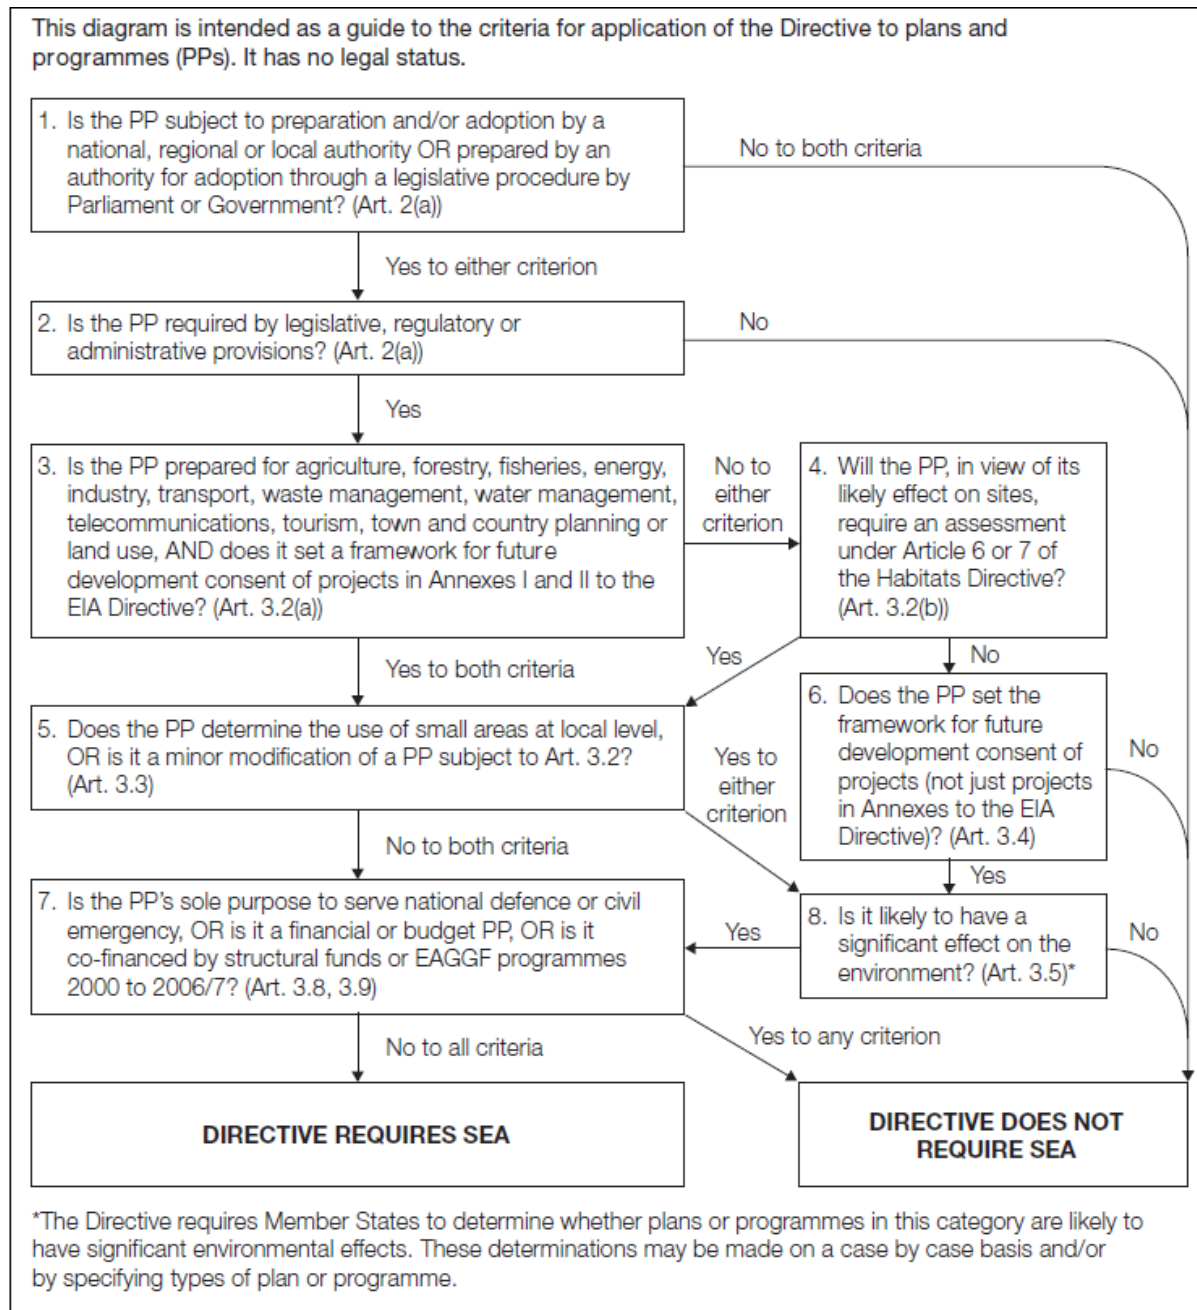 This diagram is intended as a guide to the criteria for application of the Directive to plans and
programmes (PPs). It has no legal status.
1. Is the PP subject to preparation and/or adoption by a
national, regional or local authority OR prepared by an
authority for adoption through a legislative procedure by
Parliament or Government? (Art. 2(a))
No to both criteria
Yes to either criterion
2. Is the PP required by legislative, regulatory or
administrative provisions? (Art. 2(a))
No
Yes
3. Is the PP prepared for agriculture, forestry, fisheries, energy,
industry, transport, waste management, water management,
telecommunications, tourism, town and country planning or
land use, AND does it set a framework for future
development consent of projects in Annexes I and II to the
EIA Directive? (Art. 3.2(a))
No to
either
criterion
4. Will the PP, in view of its
likely effect on sites,
require an assessment
under Article 6 or 7 of
the Habitats Directive?
(Art. 3.2(b))
Yes to both criteria
Yes
No
5. Does the PP determine the use of small areas at local level,
OR is it a minor modification of a PP subject to Art. 3.2?
(Art. 3.3)
Yes to
either
criterion
6. Does the PP set the
framework for future
development consent of
projects (not just projects
in Annexes to the EIA
Directive)? (Art. 3.4)
No
No to both criteria
Yes
7. Is the PP's sole purpose to serve national defence or civil
emergency, OR is it a financial or budget PP, OR is it
co-financed by structural funds or EAGGF programmes
2000 to 2006/7? (Art. 3.8, 3.9)
Yes
8. Is it likely to have a
significant effect on the
environment? (Art. 3.5)*
No
No to all criteria
Yes to any criterion
DIRECTIVE REQUIRES SEA
DIRECTIVE DOES NOT
REQUIRE SEA
*The Directive requires Member States to determine whether plans or programmes in this category are likely to
have significant environmental effects. These determinations may be made on a case by case basis and/or
by specifying types of plan or programme.